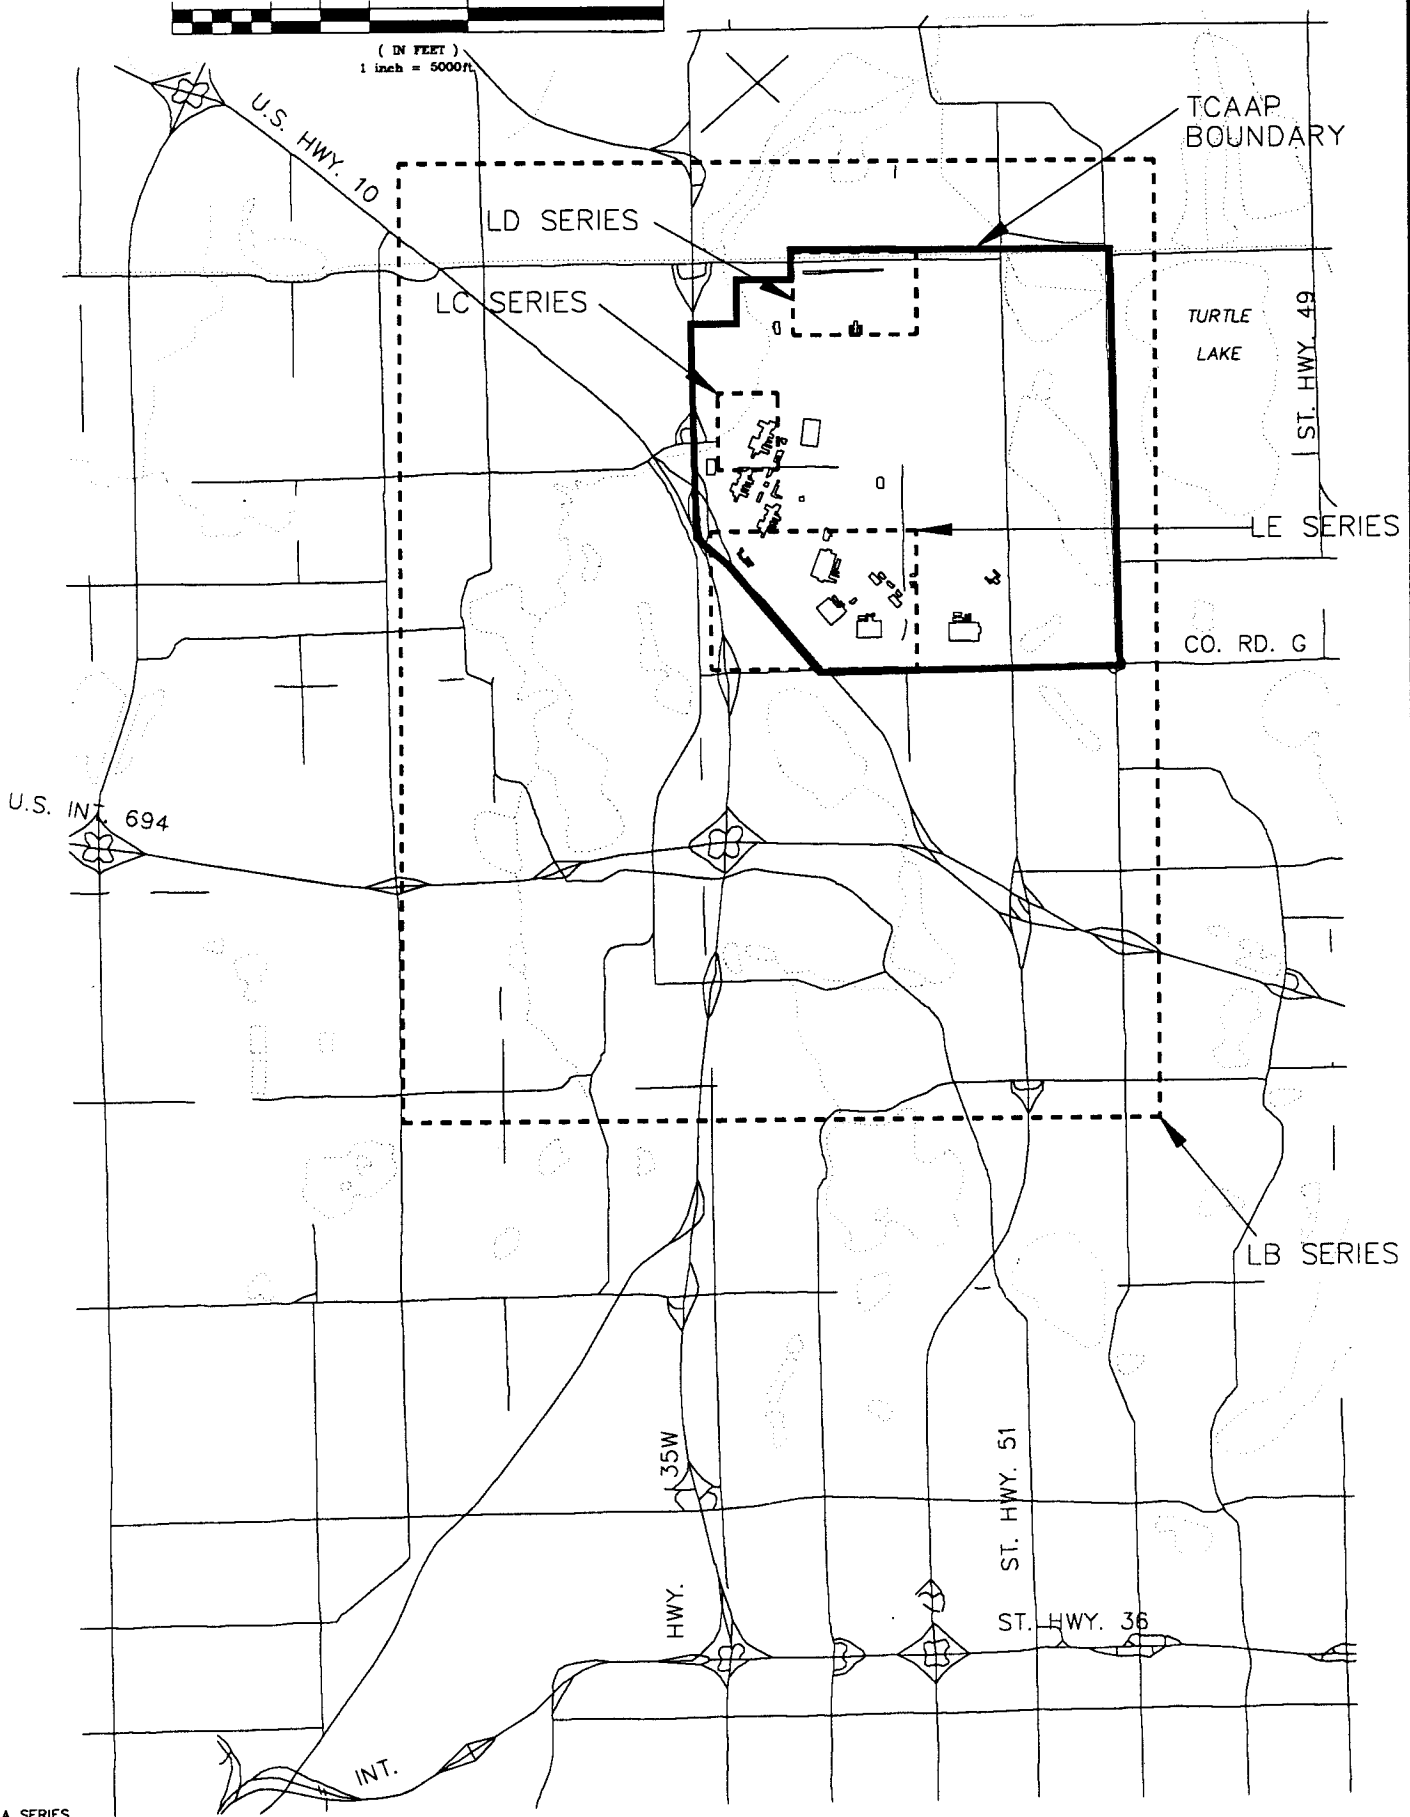 ( IN FEET )
1 inch = 5000ft.
U.S. HWY. 10
TCAAP
BOUNDARY
LD SERIES
LC SERIES
TURTLE
LAKE
ST. HWY. 49
LE SERIES
CO. RD. G
U.S. INT. 694
LB SERIES
35W
HWY.
ST. HWY. 51
ST. HWY. 36
INT.
A SERIES